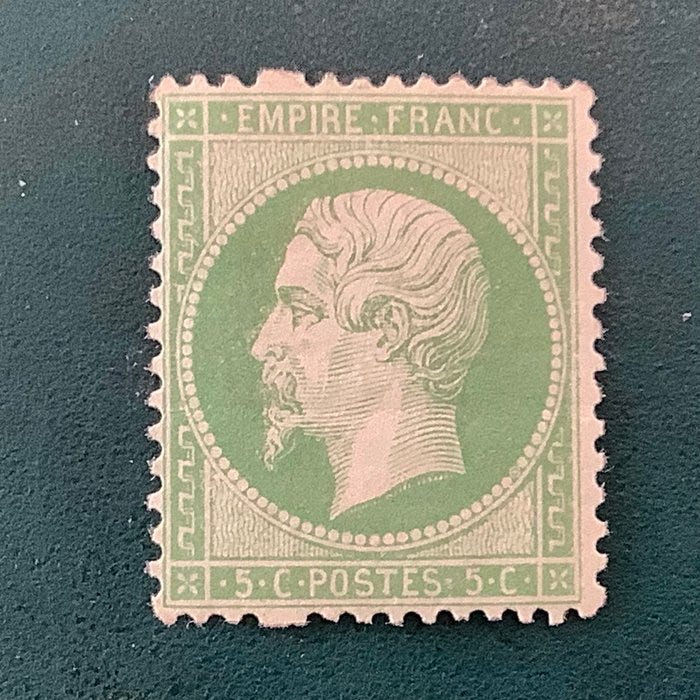 · EMPIRE · FRANC ·
· 5 · C · POSTES · 5 · C ·